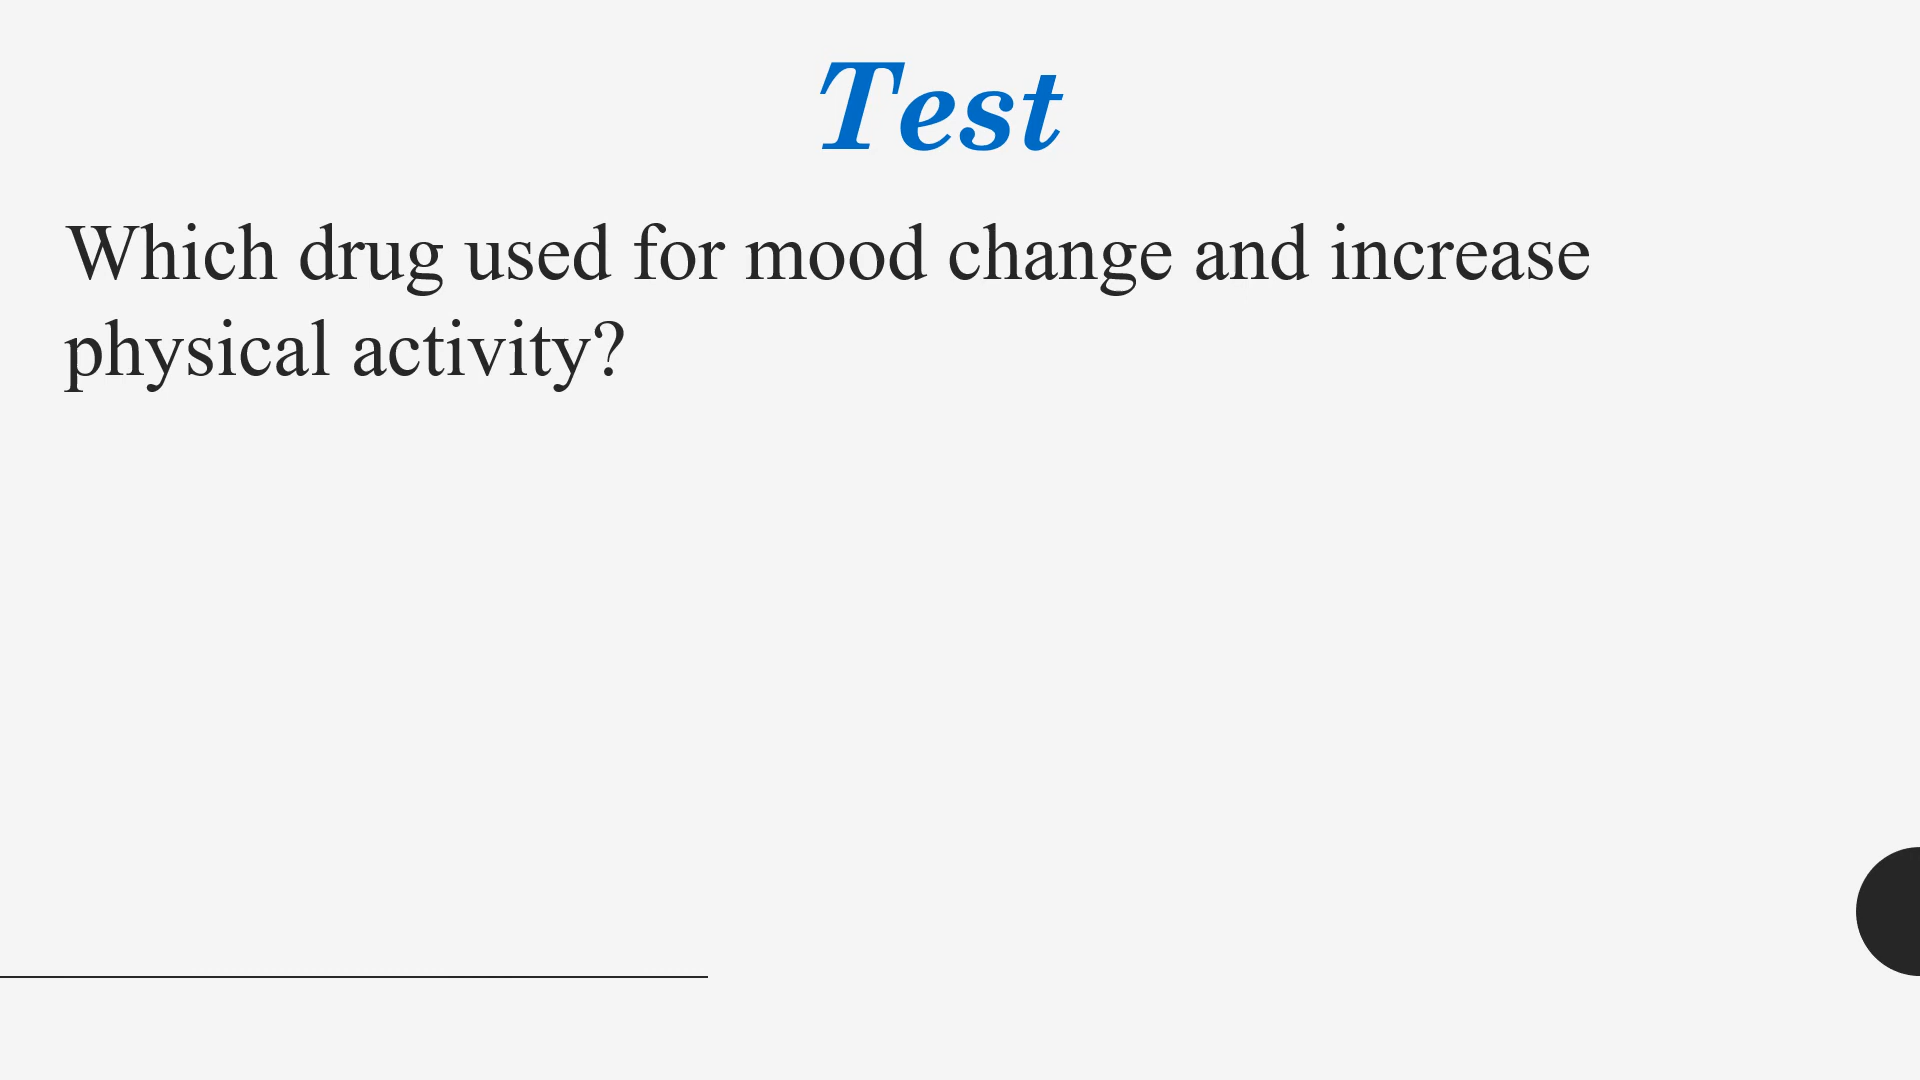 Test
Which drug used for mood change and increase
physical activity?